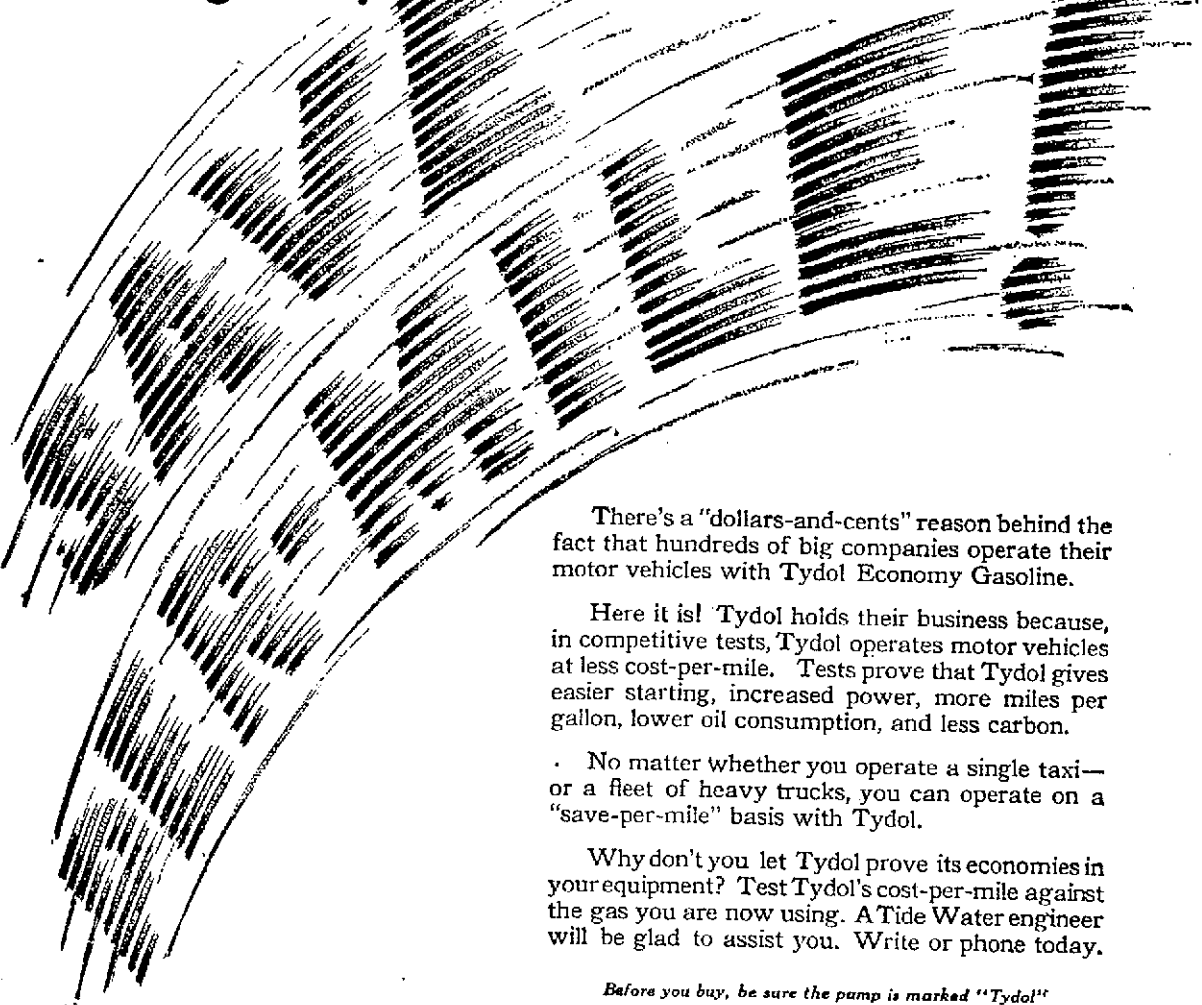 There's a "dollars-and-cents" reason behind the
fact that hundreds of big companies operate their
motor vehicles with Tydol Economy Gasoline.
Here it is! Tydol holds their business because,
in competitive tests, Tydol operates motor vehicles
at less cost-per-mile. Tests prove that Tydol gives
easier starting, increased power, more miles per
gallon, lower oil consumption, and less carbon.
No matter whether you operate a single taxi—
or a fleet of heavy trucks, you can operate on a
"save-per-mile" basis with Tydol.
Why don't you let Tydol prove its economies in
your equipment? Test Tydol's cost-per-mile against
the gas you are now using. A Tide Water engineer
will be glad to assist you. Write or phone today.
Before you buy, be sure the pump is marked "Tydol"